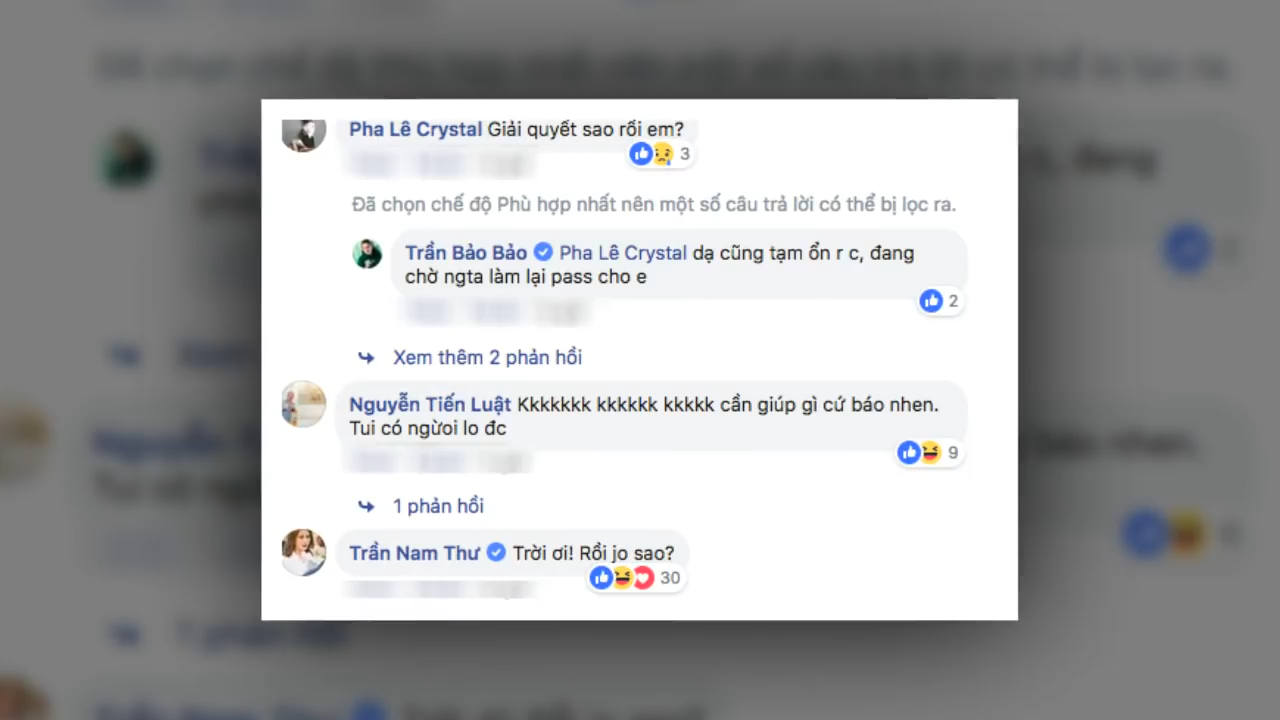 Pha Lê Crystal Giải quyết sao rồi em?
3
Đã chọn chế độ Phù hợp nhất nên một số câu trả lời có thể bị lọc ra.
Trần Bảo Bảo Pha Lê Crystal dạ cũng tạm ổn r c, đang
chờ ngta làm lại pass cho e
2
Xem thêm 2 phản hồi
Nguyễn Tiến Luật Kkkkkkk kkkkkk kkkkk cần giúp gì cứ báo nhen.
Tui có ngừơi lo đc
9
1 phản hồi
Trần Nam Thư Trời ơi! Rồi jo sao?
30